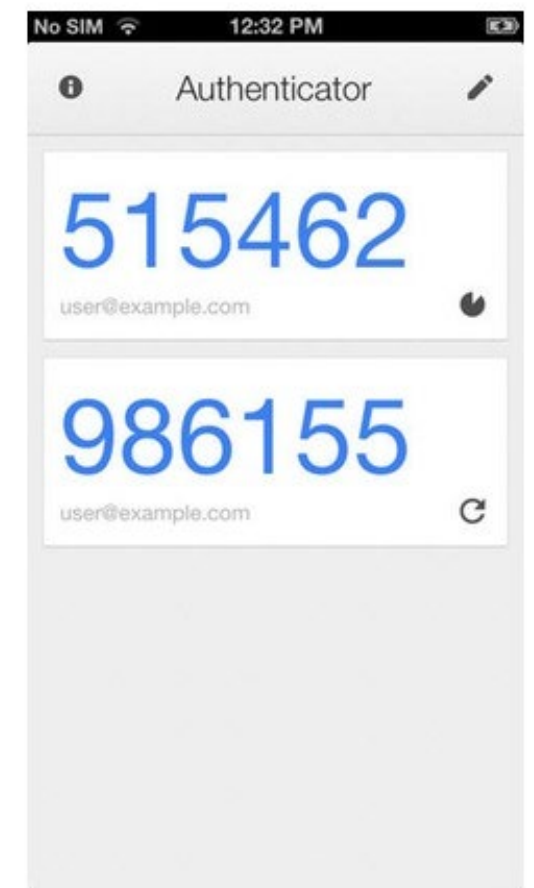 No SIM 12:32 PM
Authenticator
515462
user@example.com
986155
user@example.com